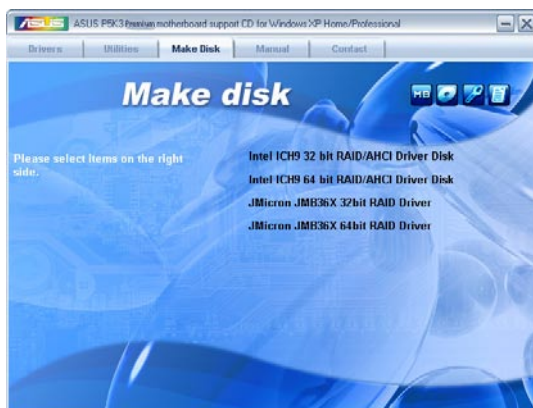 ASUS ASUS P5K3 Premium motherboard support CD for Windows XP Home/Professional
Drivers Utilities Make Disk Manual Contact
Make disk
MB
Please select items on the right
side.
Intel ICH9 32 bit RAID/AHCI Driver Disk
Intel ICH9 64 bit RAID/AHCI Driver Disk
JMicron JMB36X 32bit RAID Driver
JMicron JMB36X 64bit RAID Driver